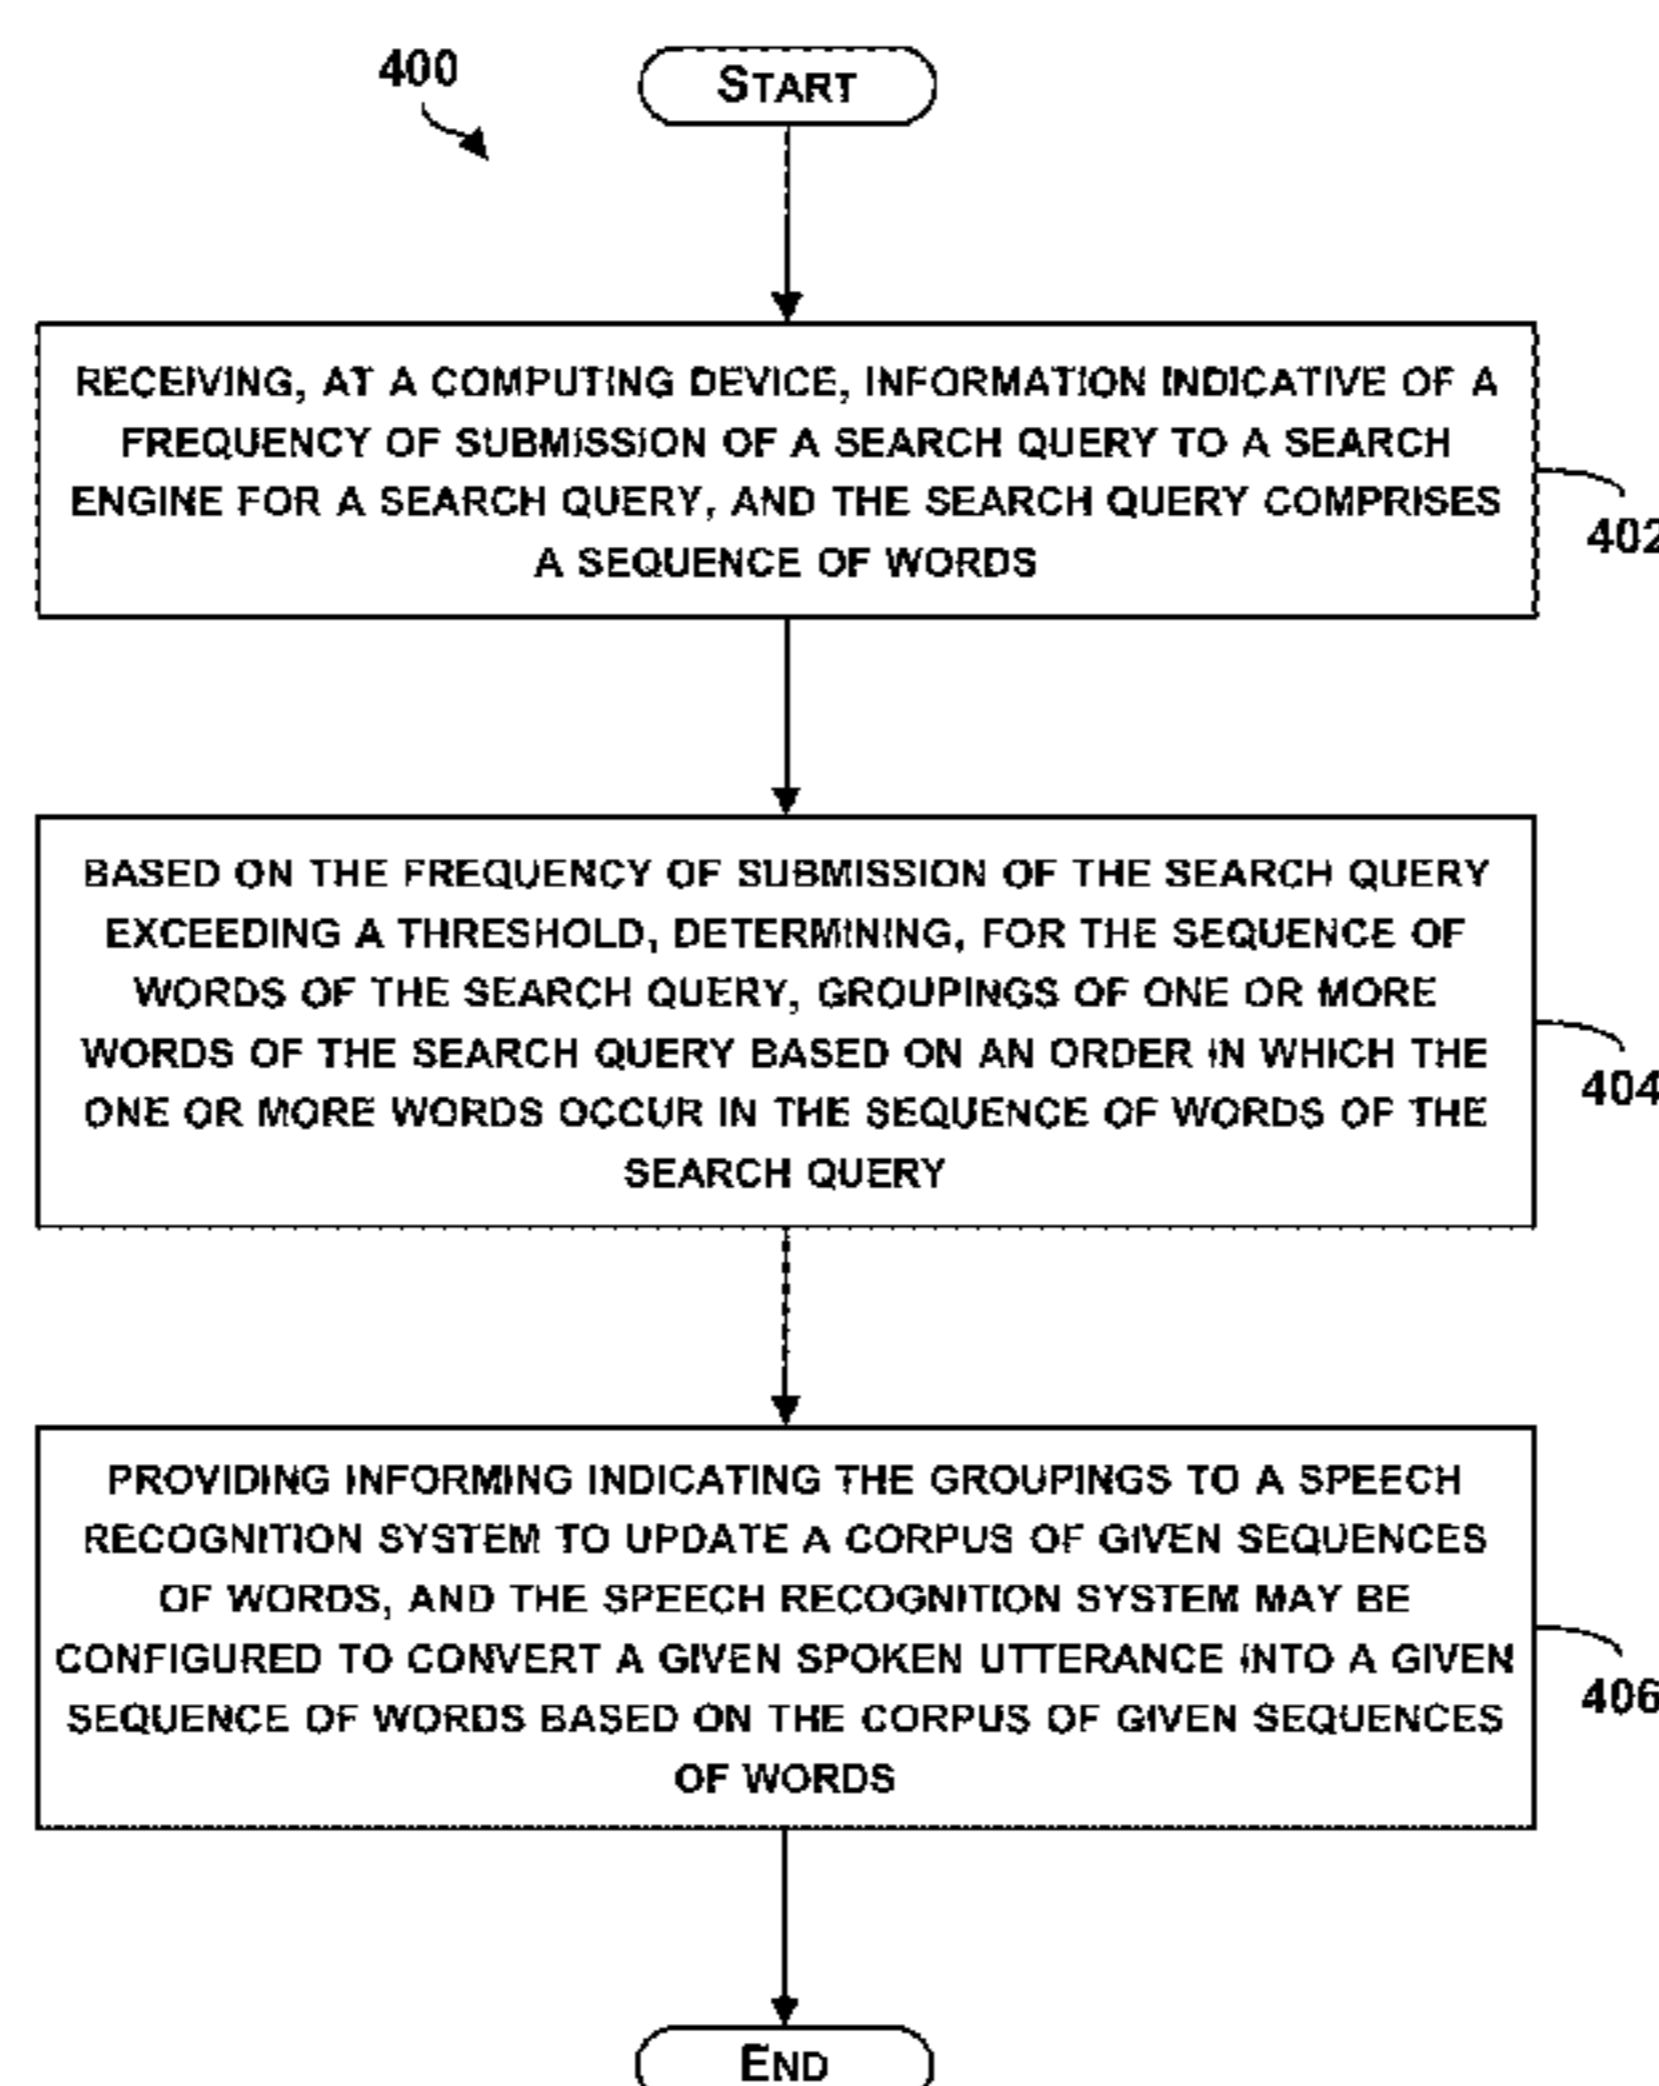 400
START
RECEIVING, AT A COMPUTING DEVICE, INFORMATION INDICATIVE OF A
FREQUENCY OF SUBMISSION OF A SEARCH QUERY TO A SEARCH
ENGINE FOR A SEARCH QUERY, AND THE SEARCH QUERY COMPRISES
A SEQUENCE OF WORDS
402
BASED ON THE FREQUENCY OF SUBMISSION OF THE SEARCH QUERY
EXCEEDING A THRESHOLD, DETERMINING, FOR THE SEQUENCE OF
WORDS OF THE SEARCH QUERY, GROUPINGS OF ONE OR MORE
WORDS OF THE SEARCH QUERY BASED ON AN ORDER IN WHICH THE
ONE OR MORE WORDS OCCUR IN THE SEQUENCE OF WORDS OF THE
SEARCH QUERY
404
PROVIDING INFORMING INDICATING THE GROUPINGS TO A SPEECH
RECOGNITION SYSTEM TO UPDATE A CORPUS OF GIVEN SEQUENCES
OF WORDS, AND THE SPEECH RECOGNITION SYSTEM MAY BE
CONFIGURED TO CONVERT A GIVEN SPOKEN UTTERANCE INTO A GIVEN
SEQUENCE OF WORDS BASED ON THE CORPUS OF GIVEN SEQUENCES
OF WORDS
406
END